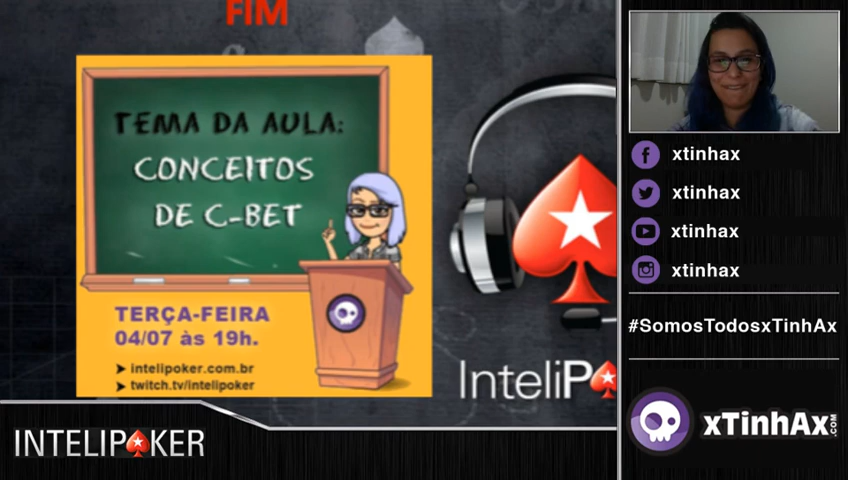 FIM
TEMA DA AULA:
CONCEITOS
DE C-BET
TERÇA-FEIRA
04/07 às 19h.
intelipoker.com.br
twitch.tv/intelipoker
InteliP
INTELIPOKER
xtinhax
xtinhax
xtinhax
xtinhax
#SomosTodosxTinhAx
xTinhAx.com